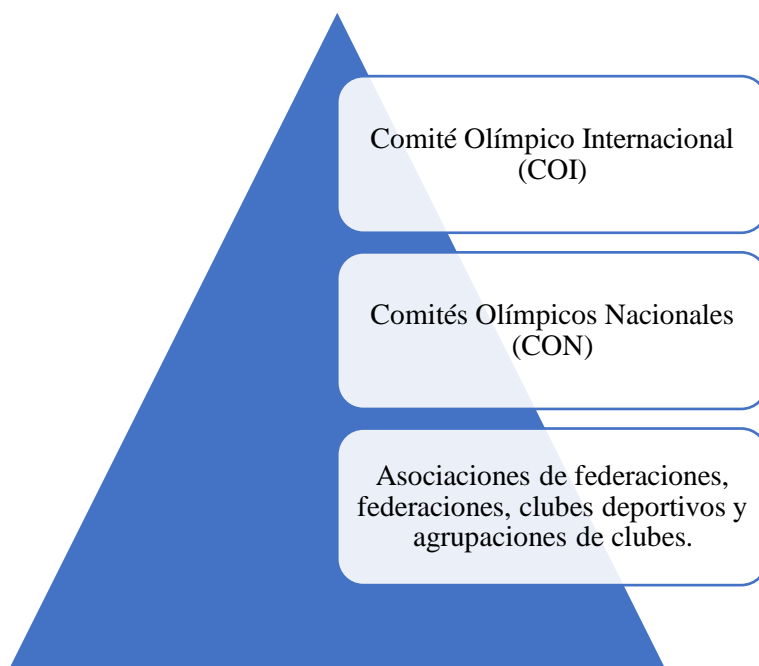 Comité Olímpico Internacional
(COI)
Comités Olímpicos Nacionales
(CON)
Asociaciones de federaciones,
federaciones, clubes deportivos y
agrupaciones de clubes.